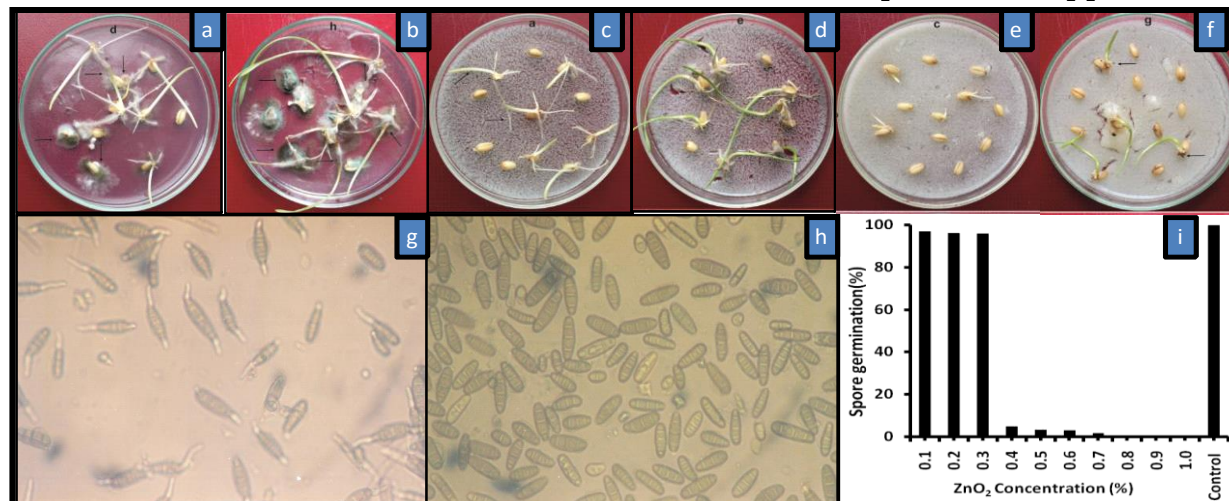 a
b
c
d
e
f
d
h
a
e
c
g
g
h
i
Spore germination(%)
100
80
60
40
20
0
0.1
0.2
0.3
0.4
0.5
0.6
0.7
0.8
0.9
1.0
Control
ZnO₂ Concentration (%)